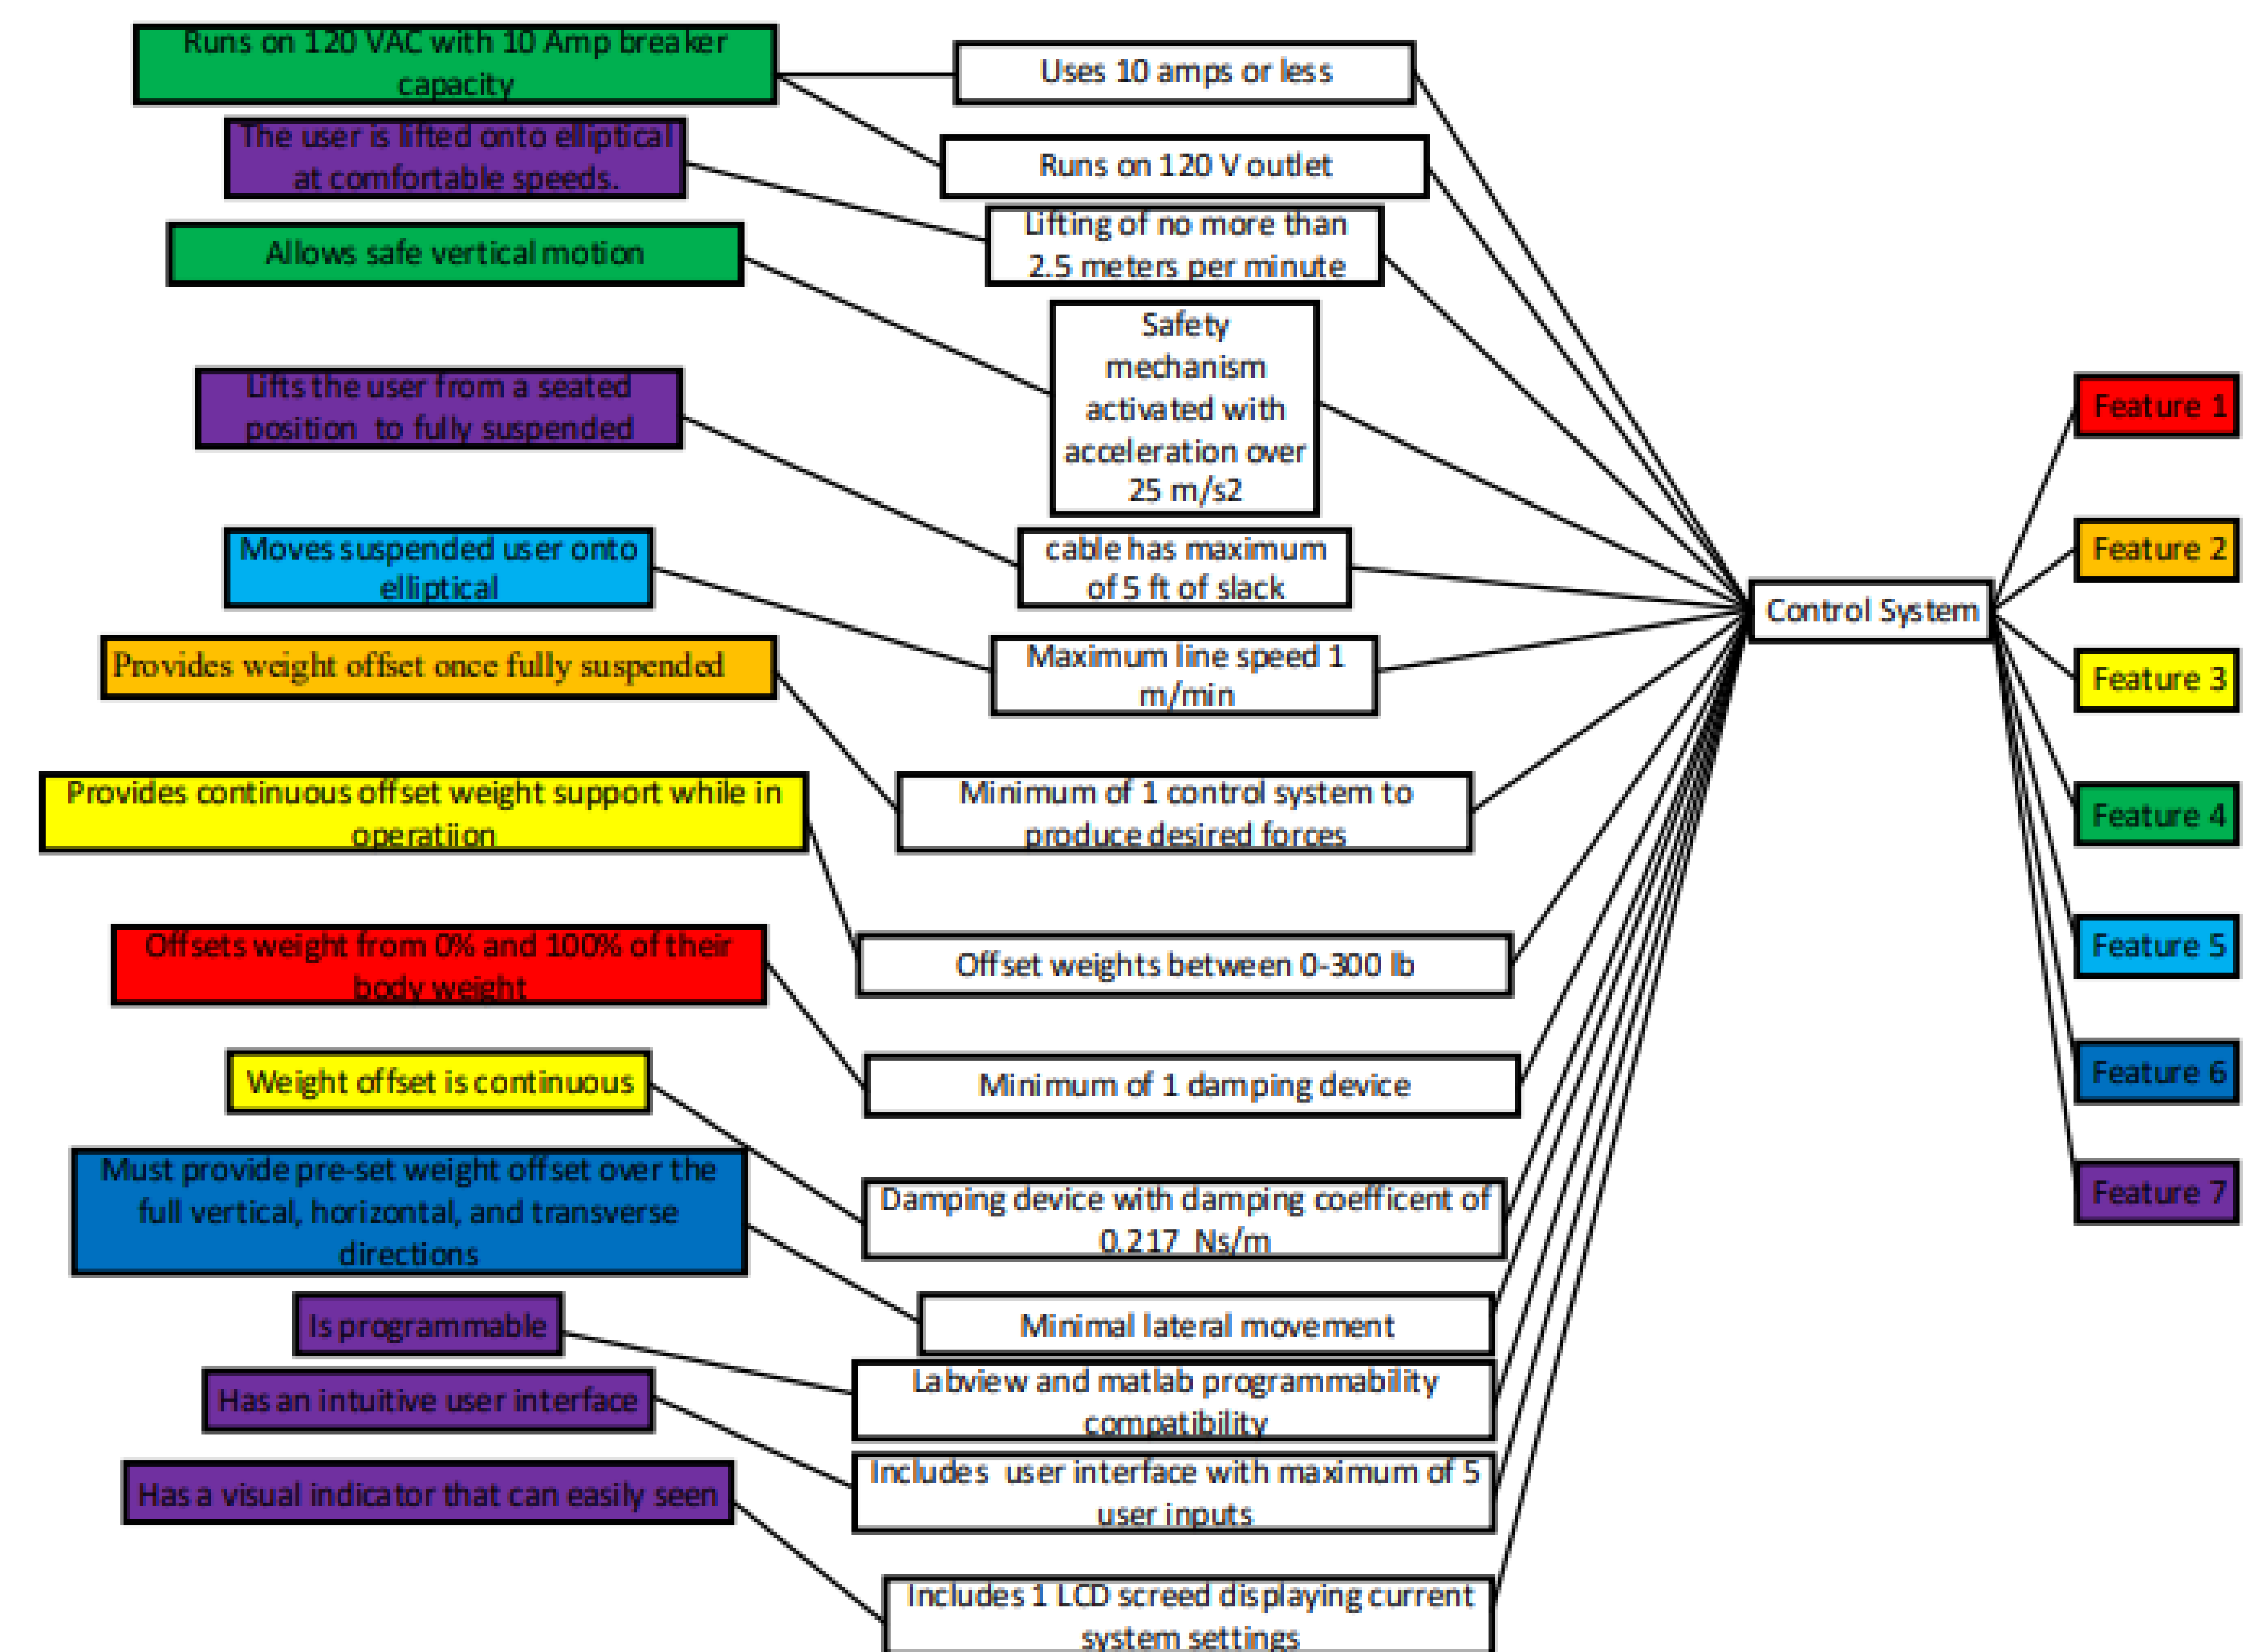 Runs on 120 VAC with 10 Amp breaker
capacity
The user is lifted onto elliptical
at comfortable speeds.
Allows safe vertical motion
Lifts the user from a seated
position to fully suspended
Moves suspended user onto
elliptical
Provides weight offset once fully suspended
Provides continuous offset weight support while in
operatiion
Offsets weight from 0% and 100% of their
body weight
Weight offset is continuous
Must provide pre-set weight offset over the
full vertical, horizontal, and transverse
directions
Is programmable
Has an intuitive user interface
Has a visual indicator that can easily seen
Uses 10 amps or less
Runs on 120 V outlet
Lifting of no more than
2.5 meters per minute
Safety
mechanism
activated with
acceleration over
25 m/s2
cable has maximum
of 5 ft of slack
Maximum line speed 1
m/min
Minimum of 1 control system to
produce desired forces
Offset weights between 0-300 lb
Minimum of 1 damping device
Damping device with damping coefficent of
0.217 Ns/m
Minimal lateral movement
Labview and matlab programmability
compatibility
Includes user interface with maximum of 5
user inputs
Includes 1 LCD screed displaying current
system settings
Control System
Feature 1
Feature 2
Feature 3
Feature 4
Feature 5
Feature 6
Feature 7